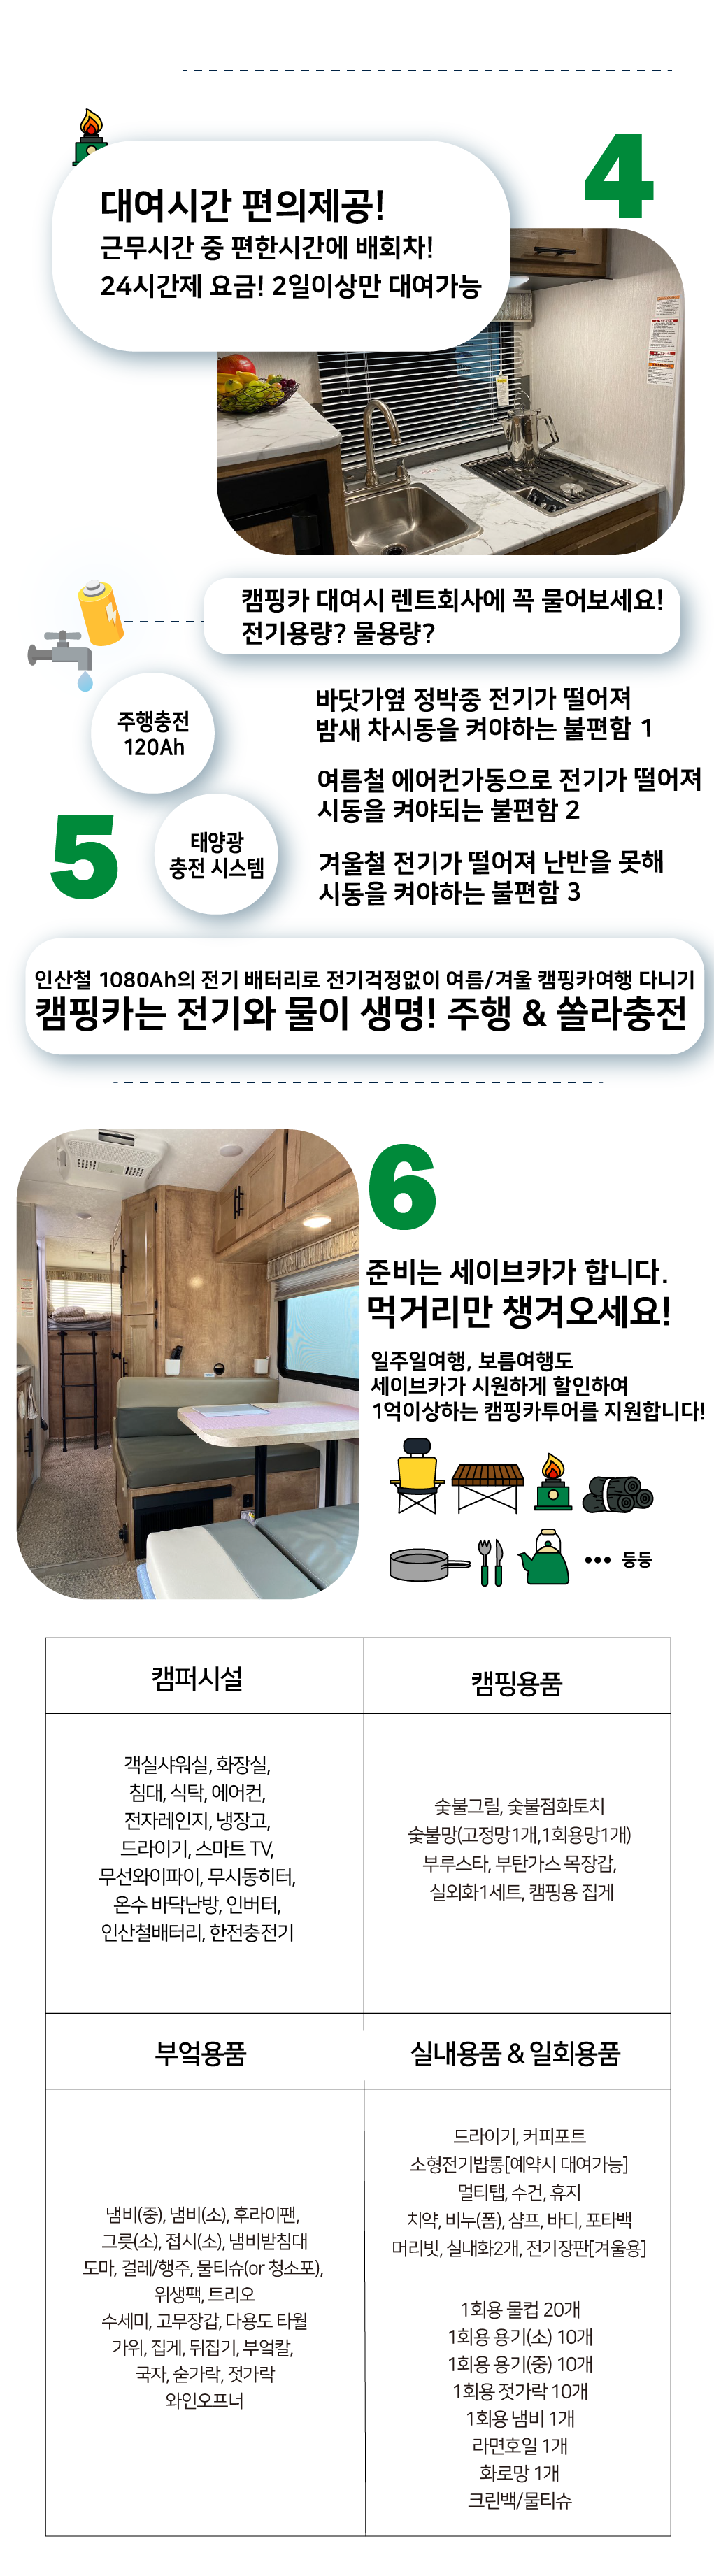 4
대여시간 편의제공!
근무시간 중 편한시간에 배회차!
24시간제 요금! 2일이상만 대여가능
캠핑카 대여시 렌트회사에 꼭 물어보세요!
전기용량? 물용량?
주행충전
120Ah
바닷가옆 정박중 전기가 떨어져
밤새 차시동을 켜야하는 불편함 1
여름철 에어컨가동으로 전기가 떨어져
시동을 켜야되는 불편함 2
5
태양광
충전 시스템
겨울철 전기가 떨어져 난반을 못해
시동을 켜야하는 불편함 3
인산철 1080Ah의 전기 배터리로 전기걱정없이 여름/겨울 캠핑카여행 다니기
캠핑카는 전기와 물이 생명! 주행 & 쏠라충전
6
준비는 세이브카가 합니다.
먹거리만 챙겨오세요!
일주일여행, 보름여행도
세이브카가 시원하게 할인하여
1억이상하는 캠핑카투어를 지원합니다!
••• 등등
캠퍼시설
객실샤워실, 화장실,
침대, 식탁, 에어컨,
전자레인지, 냉장고,
드라이기, 스마트 TV,
무선와이파이, 무시동히터,
온수 바닥난방, 인버터,
인산철배터리, 한전충전기
캠핑용품
숯불그릴, 숯불점화토치
숯불망(고정망1개,1회용망1개)
부루스타, 부탄가스 목장갑,
실외화1세트, 캠핑용 집게
부엌용품
냄비(중), 냄비(소), 후라이팬,
그릇(소), 접시(소), 냄비받침대
도마, 걸레/행주, 물티슈(or 청소포),
위생팩, 트리오
수세미, 고무장갑, 다용도 타월
가위, 집게, 뒤집기, 부엌칼,
국자, 숟가락, 젓가락
와인오프너
실내용품 & 일회용품
드라이기, 커피포트
소형전기밥통[예약시 대여가능]
멀티탭, 수건, 휴지
치약, 비누(폼), 샴프, 바디, 포타백
머리빗, 실내화2개, 전기장판[겨울용]
1회용 물컵 20개
1회용 용기(소) 10개
1회용 용기(중) 10개
1회용 젓가락 10개
1회용 냄비 1개
라면호일 1개
화로망 1개
크린백/물티슈